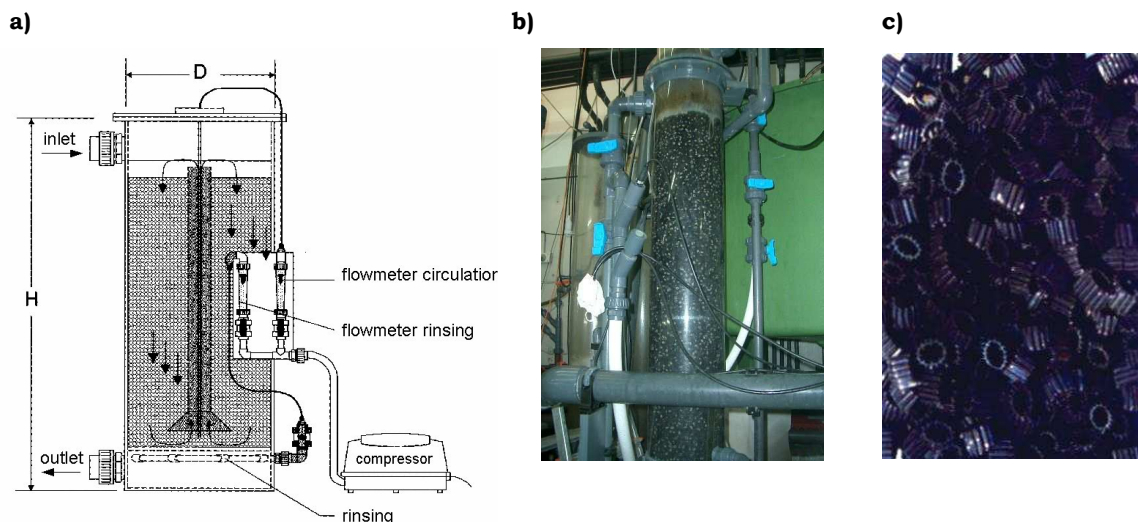 a)
b)
c)
D
inlet
H
flowmeter circulatior
flowmeter rinsing
outlet
compressor
rinsing